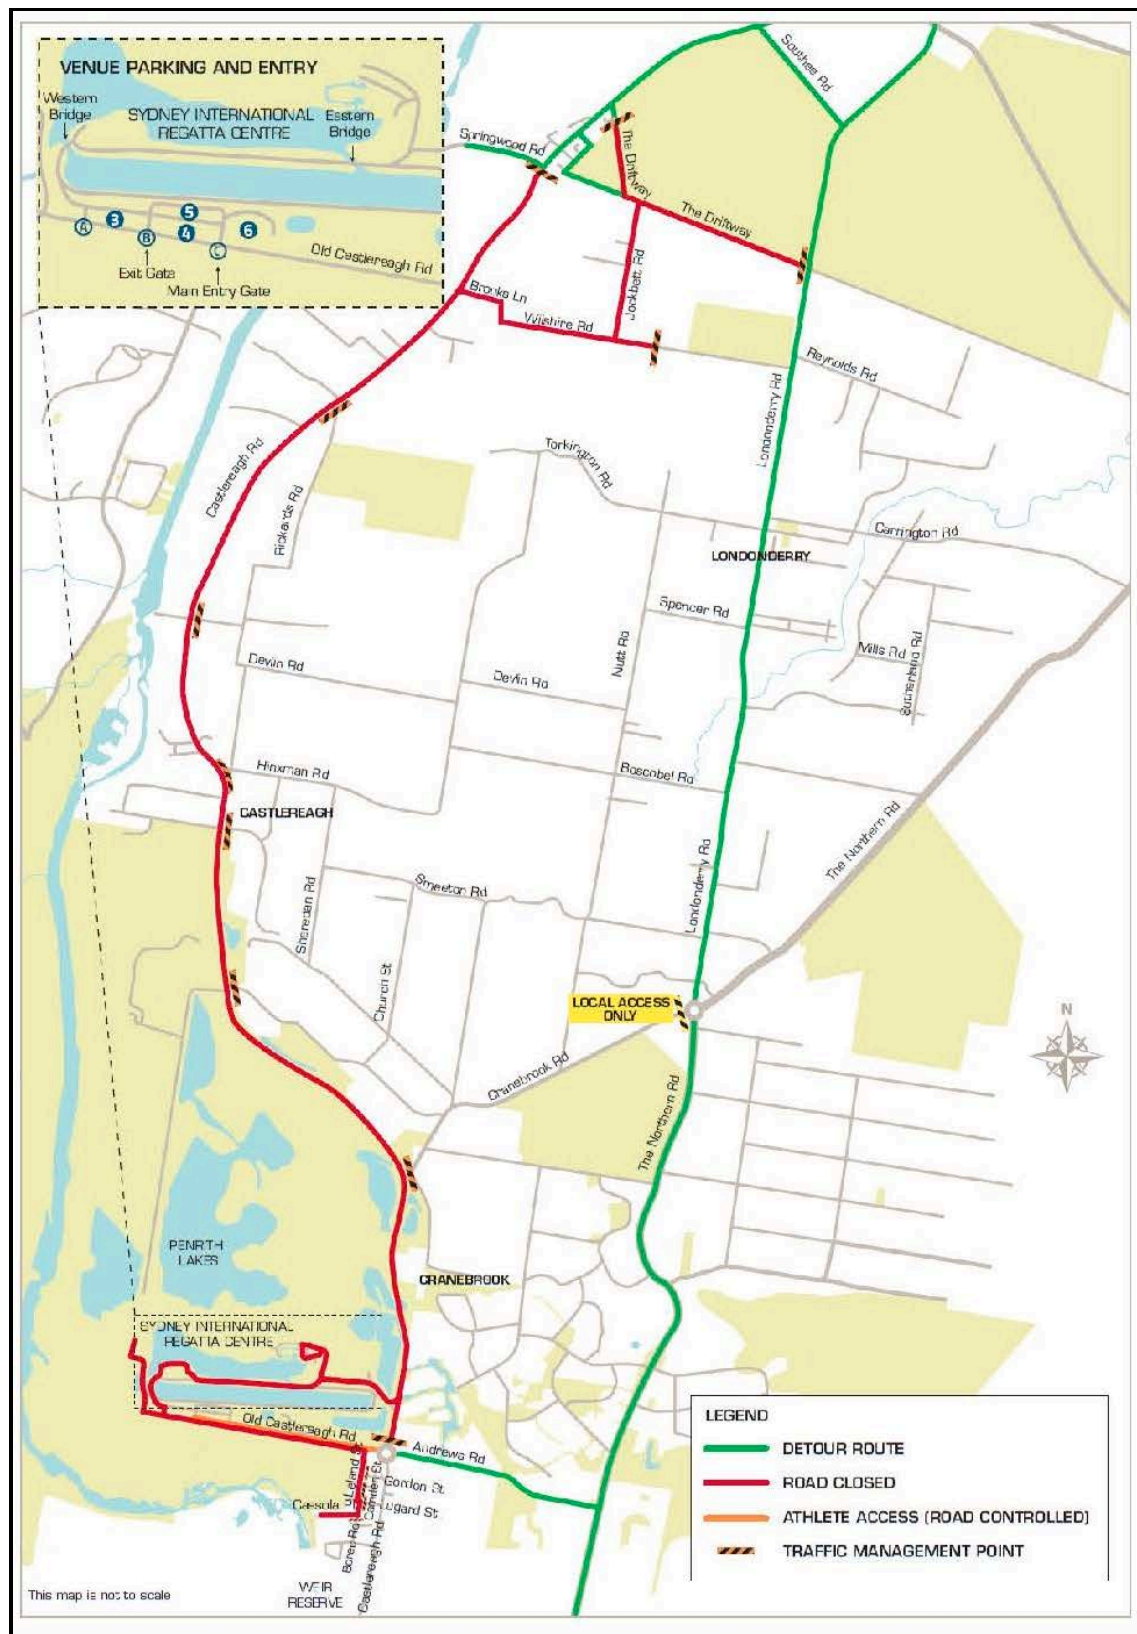 VENUE PARKING AND ENTRY
Western
Bridge
SYDNEY INTERNATIONAL
REGATTA CENTRE
Eastern
Bridge
3
5
4
6
A
B
C
Exit Gate
Main Entry Gate
Old Castlereagh Rd
Southee Rd
Springwood Rd
The Driftway
The Driftway
Brooks Ln
Wilshire Rd
Jockbett Rd
Reynolds Rd
Londonderry Rd
Castlereagh Rd
Rickards Rd
Torkington
Rd
Carrington Rd
LONDONDERRY
Spencer Rd
Nutt Rd
Mills Rd
Sutherland Rd
Devlin Rd
Devlin Rd
Hinxman Rd
Boscobel Rd
CASTLEREAGH
The Northern Rd
Smeeton Rd
Londonderry Rd
Sheredan Rd
Church St
LOCAL ACCESS
ONLY
N
Cranebrook Rd
The Northern Rd
PENRITH
LAKES
CRANEBROOK
SYDNEY INTERNATIONAL
REGATTA CENTRE
Old Castlereagh Rd
Andrews Rd
Leland St
Camden St
Gordon St
Cassola
Lugard St
Castlereagh Rd
WEIR
RESERVE
This map is not to scale
LEGEND
DETOUR ROUTE
ROAD CLOSED
ATHLETE ACCESS (ROAD CONTROLLED)
TRAFFIC MANAGEMENT POINT